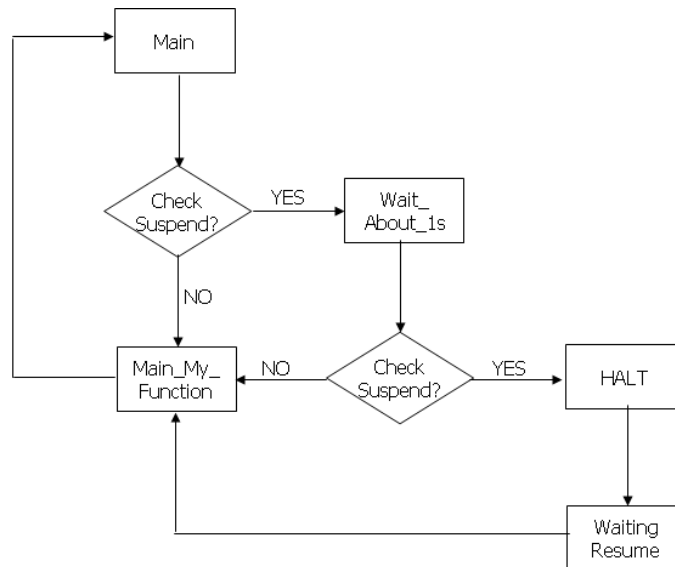 Main
Check
Suspend?
YES
Wait_
About_1s
NO
Main_My_
Function
NO
Check
Suspend?
YES
HALT
Waiting
Resume